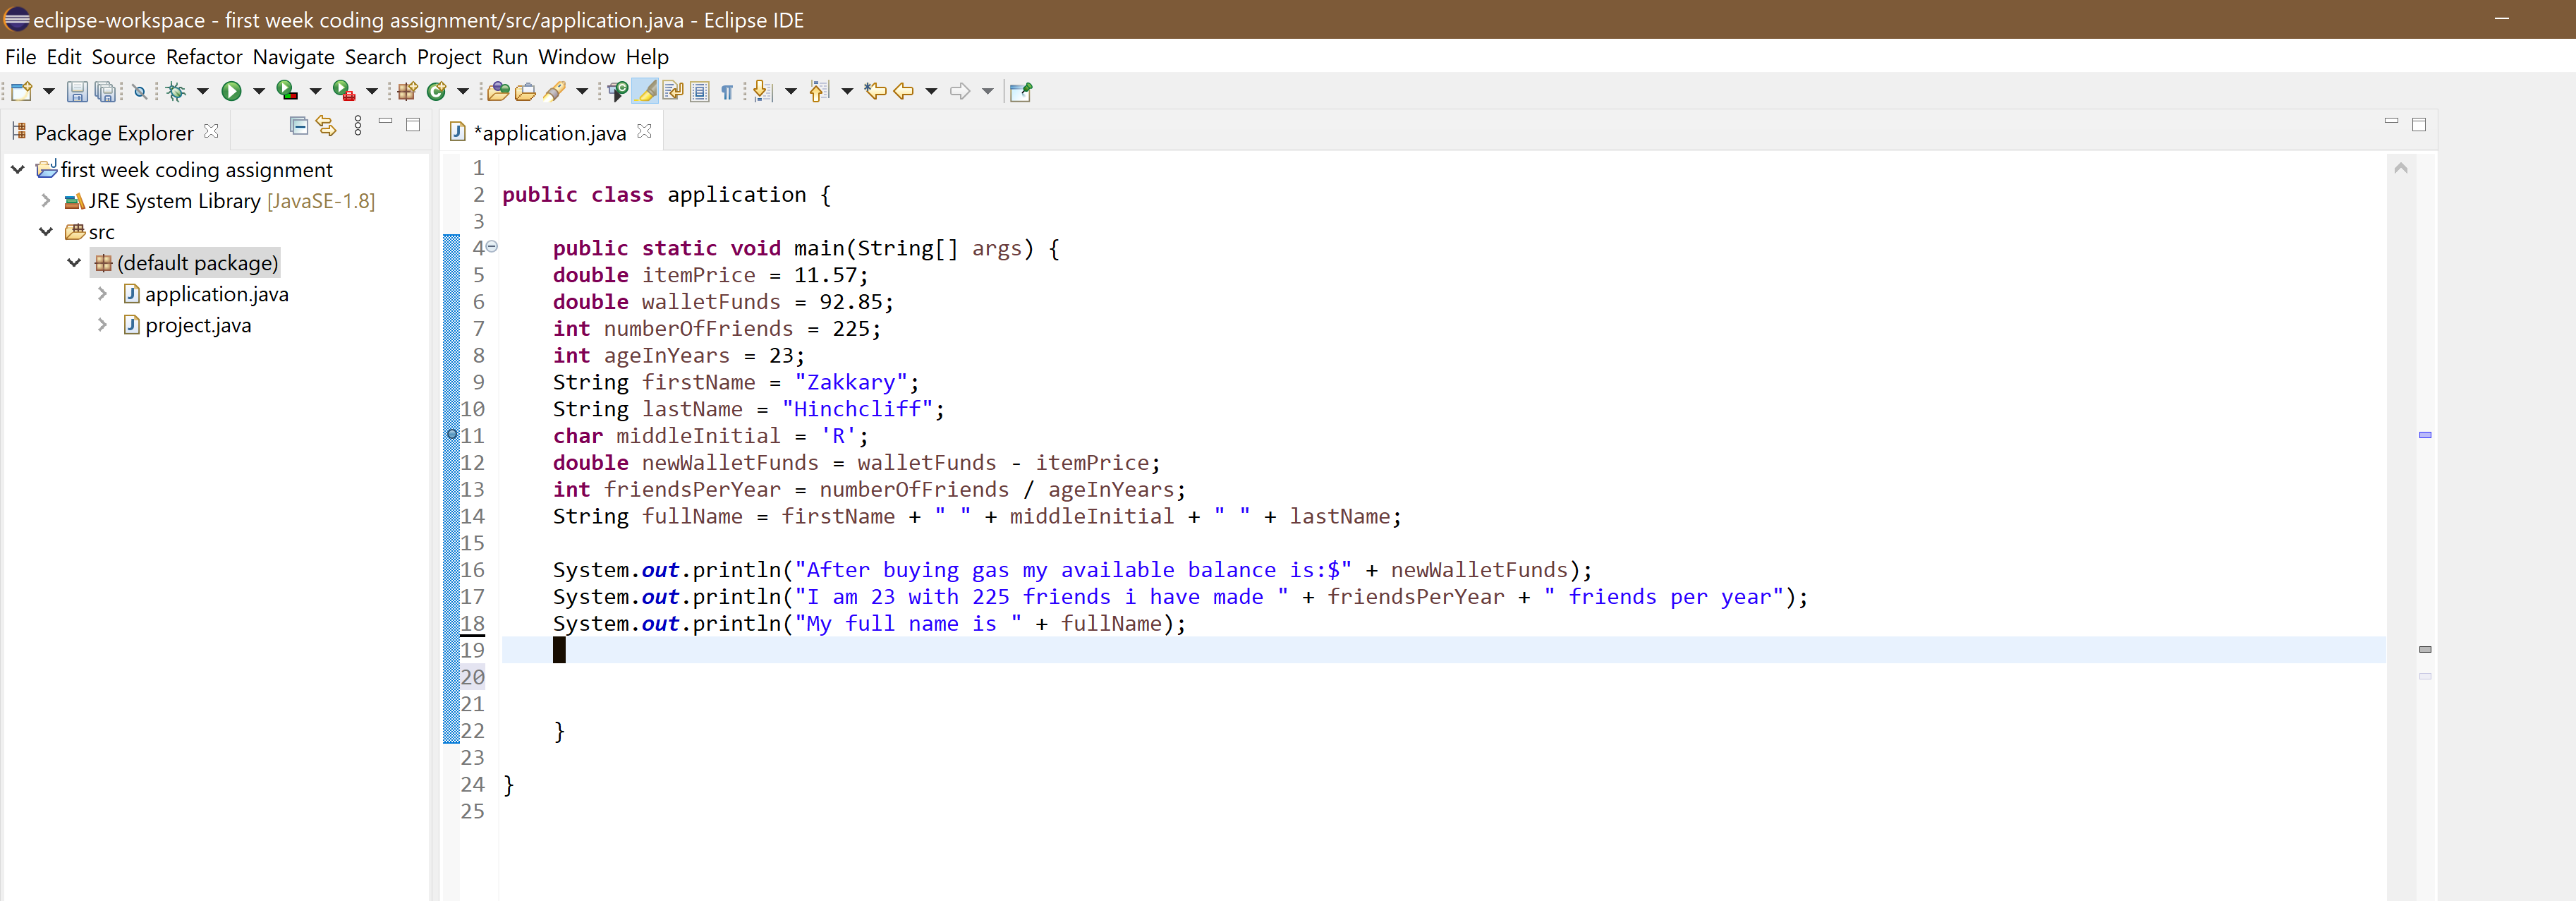 eclipse-workspace - first week coding assignment/src/application.java - Eclipse IDE
File Edit Source Refactor Navigate Search Project Run Window Help
Package Explorer
first week coding assignment
JRE System Library [JavaSE-1.8]
src
(default package)
application.java
project.java
*application.java
1
2 public class application {
3
4 public static void main(String[] args) {
5 double itemPrice = 11.57;
6 double walletFunds = 92.85;
7 int numberOfFriends = 225;
8 int ageInYears = 23;
9 String firstName = "Zakkary";
10 String lastName = "Hinchcliff";
11 char middleInitial = 'R';
12 double newWalletFunds = walletFunds - itemPrice;
13 int friendsPerYear = numberOfFriends / ageInYears;
14 String fullName = firstName + " " + middleInitial + " " + lastName;
15
16 System.out.println("After buying gas my available balance is:$" + newWalletFunds);
17 System.out.println("I am 23 with 225 friends i have made " + friendsPerYear + " friends per year");
18 System.out.println("My full name is " + fullName);
19
20
21
22 }
23
24 }
25